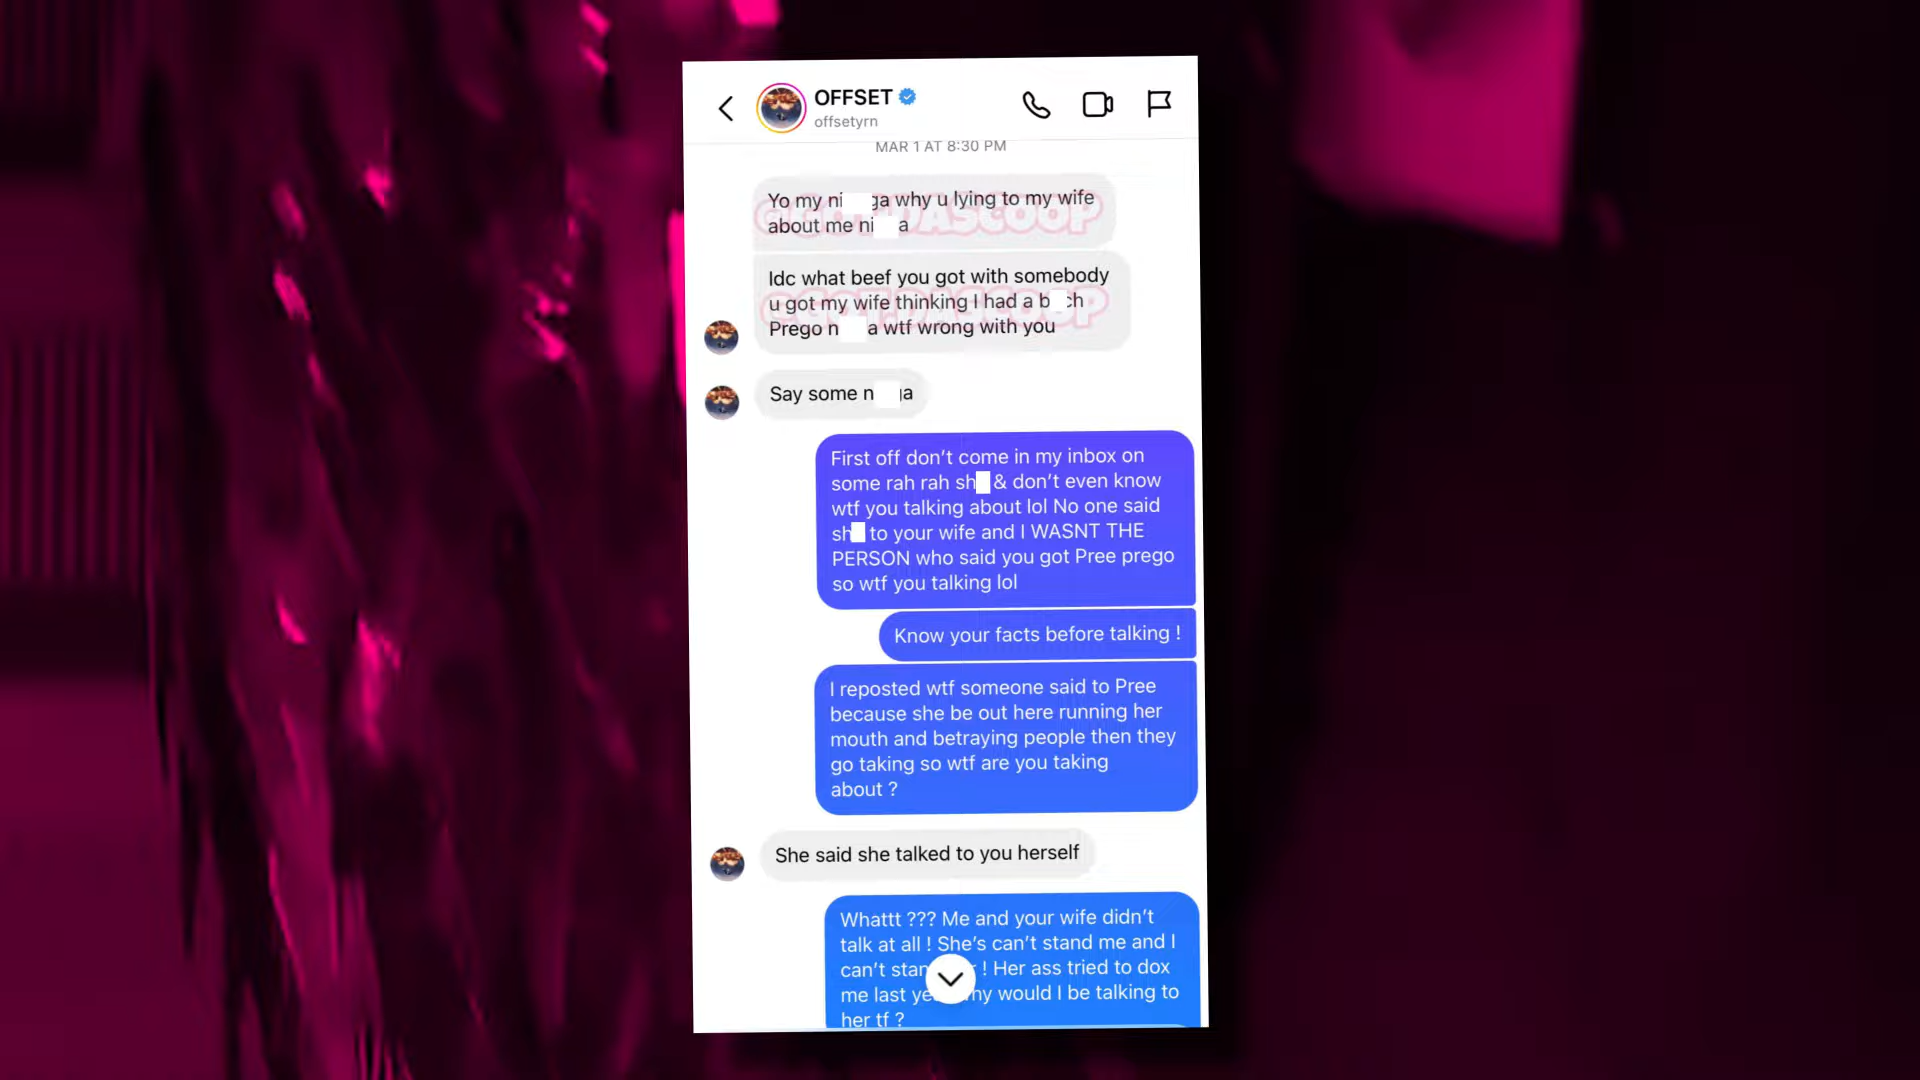 OFFSET
offsetyrn
MAR 1 AT 8:30 PM
Yo my ni ga why u lying to my wife
about me ni a
Idc what beef you got with somebody
u got my wife thinking I had a b ch
Prego n a wtf wrong with you
Say some n ga
First off don't come in my inbox on
some rah rah sh & don't even know
wtf you talking about lol No one said
sh to your wife and I WASNT THE
PERSON who said you got Pree prego
so wtf you talking lol
Know your facts before talking !
I reposted wtf someone said to Pree
because she be out here running her
mouth and betraying people then they
go taking so wtf are you taking
about ?
She said she talked to you herself
Whattt ??? Me and your wife didn't
talk at all ! She's can't stand me and I
can't stan r ! Her ass tried to dox
me last ye hy would I be talking to
her tf ?